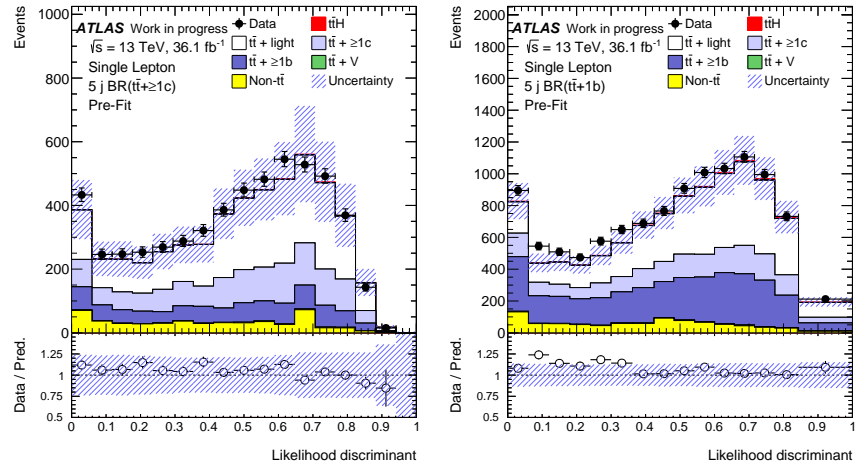 Events
ATLAS Work in progress
√s = 13 TeV, 36.1 fb-1
Single Lepton
5 j BR(tt̄+≥1c)
Pre-Fit
Data
tt̄H
tt̄ + light
tt̄ + ≥1c
tt̄ + ≥1b
tt̄ + V
Non-tt̄
Uncertainty
1000
800
600
400
200
0
Data / Pred.
1.25
1
0.75
0.5
0 0.1 0.2 0.3 0.4 0.5 0.6 0.7 0.8 0.9 1
Likelihood discriminant
Events
ATLAS Work in progress
√s = 13 TeV, 36.1 fb-1
Single Lepton
5 j BR(tt̄+1b)
Pre-Fit
Data
tt̄H
tt̄ + light
tt̄ + ≥1c
tt̄ + ≥1b
tt̄ + V
Non-tt̄
Uncertainty
2000
1800
1600
1400
1200
1000
800
600
400
200
0
Data / Pred.
1.25
1
0.75
0.5
0 0.1 0.2 0.3 0.4 0.5 0.6 0.7 0.8 0.9 1
Likelihood discriminant